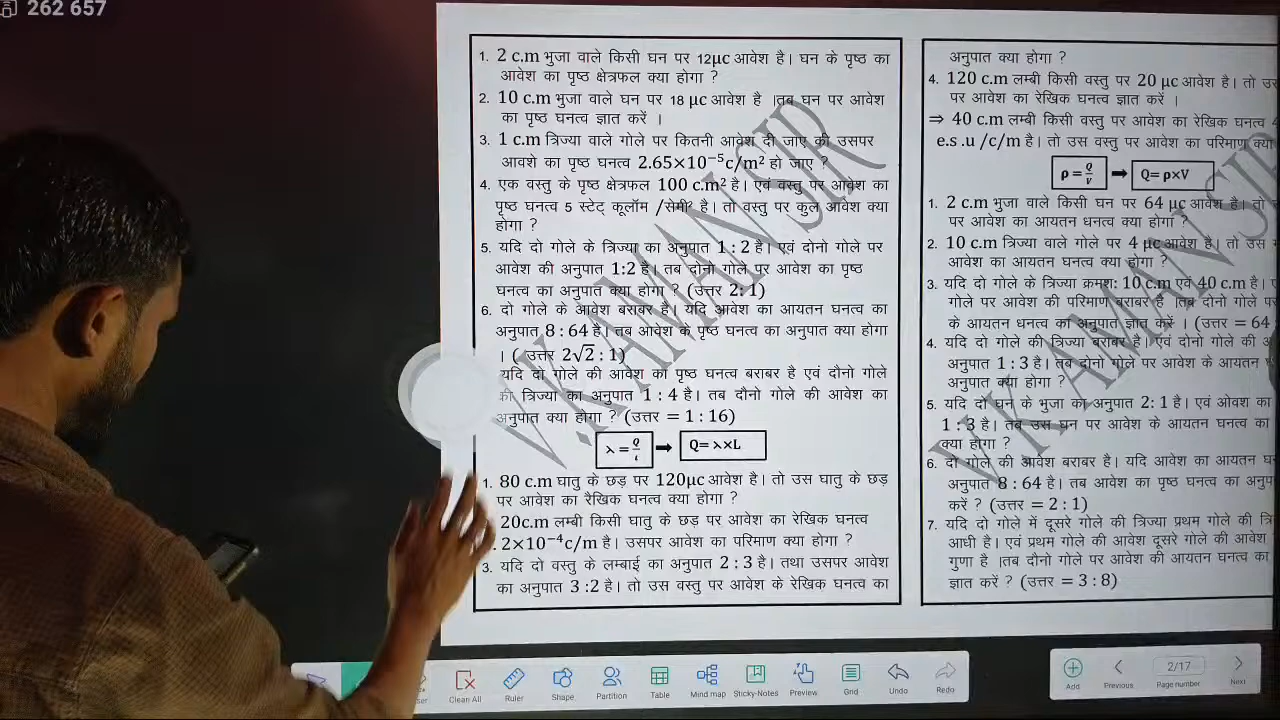 262 657
1. 2 c.m भुजा वाले किसी घन पर 12μc आवेश है। घन के पृष्ठ का
आवेश का पृष्ठ क्षेत्रफल क्या होगा ?
2. 10 c.m भुजा वाले घन पर 18 μc आवेश है ।तब घन पर आवेश
का पृष्ठ घनत्व ज्ञात करें ।
3. 1 c.m त्रिज्या वाले गोले पर कितनी आवेश दी जाए की उसपर
आवशे का पृष्ठ घनत्व 2.65×10⁻⁵c/m² हो जाए ?
4. एक वस्तु के पृष्ठ क्षेत्रफल 100 c.m² है। एवं वस्तु पर आवेश का
पृष्ठ घनत्व 5 स्टेट् कूलॉम /सेमी² है। तो वस्तु पर कुल आवेश क्या
होगा ?
5. यदि दो गोले के त्रिज्या का अनुपात 1 : 2 है। एवं दोनो गोले पर
आवेश की अनुपात 1:2 है। तब दोनो गोले पर आवेश का पृष्ठ
घनत्व का अनुपात क्या होगा ? (उत्तर 2: 1)
6. दो गोले के आवेश बराबर है। यदि आवेश का आयतन घनत्व का
अनुपात 8 : 64 है। तब आवेश के पृष्ठ घनत्व का अनुपात क्या होगा
। ( उत्तर 2√2 : 1)
यदि दो गोले की आवेश का पृष्ठ घनत्व बराबर है एवं दौनो गोले
की त्रिज्या का अनुपात 1 : 4 है। तब दौनो गोले की आवेश का
अनुपात क्या होगा ? (उत्तर = 1 : 16)
λ = Q/ℓ ➡ Q= λ×L
1. 80 c.m घातु के छड़ पर 120μc आवेश है। तो उस घातु के छड़
पर आवेश का रैखिक घनत्व क्या होगा ?
20c.m लम्बी किसी घातु के छड़ पर आवेश का रेखिक घनत्व
. 2×10⁻⁴c/m है। उसपर आवेश का परिमाण क्या होगा ?
3. यदि दो वस्तु के लम्बाई का अनुपात 2 : 3 है। तथा उसपर आवेश
का अनुपात 3 :2 है। तो उस वस्तु पर आवेश के रेखिक घनत्व का
अनुपात क्या होगा ?
4. 120 c.m लम्बी किसी वस्तु पर 20 μc आवेश है। तो उस
पर आवेश का रेखिक घनत्व ज्ञात करें ।
⇒ 40 c.m लम्बी किसी वस्तु पर आवेश का रेखिक घनत्व 4
e.s .u /c/m है। तो उस वस्तु पर आवेश का परिमाण क्या
ρ = Q/V ➡ Q= ρ×V
1. 2 c.m भुजा वाले किसी घन पर 64 μc आवेश है। तो
पर आवेश का आयतन धनत्व क्या होगा ?
2. 10 c.m त्रिज्या वाले गोले पर 4 μc आवेश है। तो उस
आवेश का आयतन घनत्व क्या होगा ?
3. यदि दो गोले के त्रिज्या क्रमश: 10 c.m एवं 40 c.m है।
गोले पर आवेश की परिमाण बराबर है ।तब दोनो गोले
के आयतन धनत्व का अनुपात ज्ञात करें । (उत्तर = 64
4. यदि दो गोले की त्रिज्या बराबर है। एवं दोनो गोले की
अनुपात 1 : 3 है। तब दोनो गोले पर आवेश के आयतन
अनुपात क्या होगा ?
5. यदि दो घन के भुजा का अनुपात 2: 1 है। एवं ओवश का
1 : 3 है। तब उस घन पर आवेश के आयतन घनत्व का
क्या होगा ?
6. दो गोले की आवेश बराबर है। यदि आवेश का आयतन
अनुपात 8 : 64 है। तब आवेश का पृष्ठ घनत्व का
करें ? (उत्तर = 2 : 1)
7. यदि दो गोले में दूसरे गोले की त्रिज्या प्रथम गोले की
आधी है। एवं प्रथम गोले की आवेश दूसरे गोले की आवेश
गुणा है ।तब दौनो गोले पर आवेश की आयतन घनत्व का
ज्ञात करें ? (उत्तर = 3 : 8)
V.K AMAN SIR
V.K AMAN SIR
Clean All Ruler Shape Partition Table Mind map Sticky-Notes Preview Grid Undo Redo
Add Previous 2/17 Page number Next